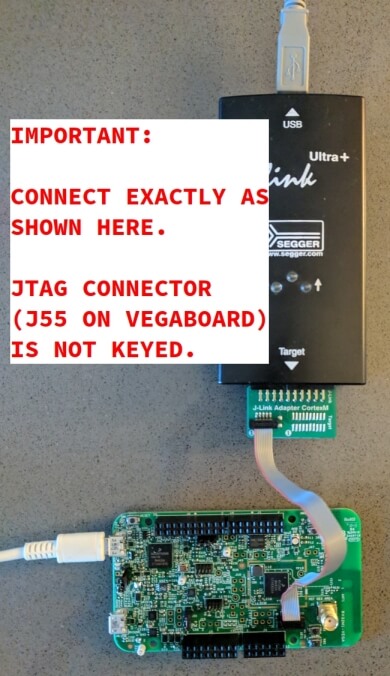 USB
IMPORTANT:
Ultra+
CONNECT EXACTLY AS
SHOWN HERE.
SEGGER
www.segger.com
JTAG CONNECTOR
(J55 ON VEGABOARD)
IS NOT KEYED.
Target
J-Link Adapter CortexM
Target